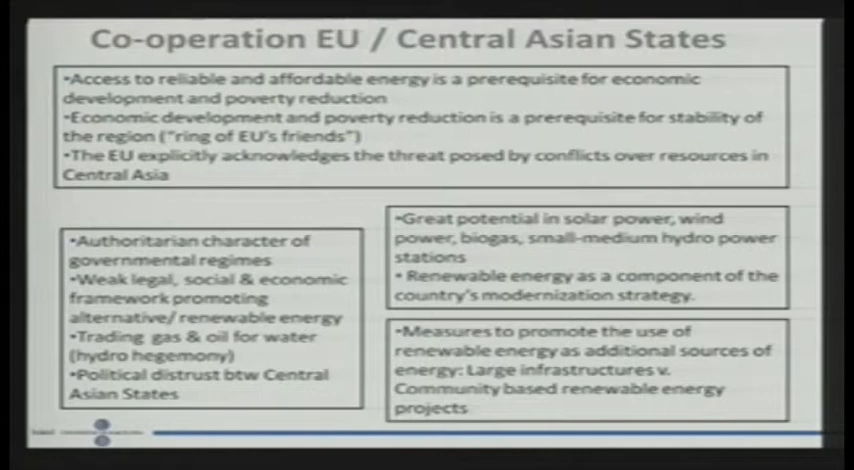 Co-operation EU / Central Asian States
•Access to reliable and affordable energy is a prerequisite for economic
development and poverty reduction
•Economic development and poverty reduction is a prerequisite for stability of
the region ("ring of EU's friends")
•The EU explicitly acknowledges the threat posed by conflicts over resources in
Central Asia
•Authoritarian character of
governmental regimes
•Weak legal, social & economic
framework promoting
alternative/ renewable energy
•Trading gas & oil for water
(hydro hegemony)
•Political distrust btw Central
Asian States
•Great potential in solar power, wind
power, biogas, small-medium hydro power
stations
• Renewable energy as a component of the
country's modernization strategy.
•Measures to promote the use of
renewable energy as additional sources of
energy: Large infrastructures v.
Community based renewable energy
projects